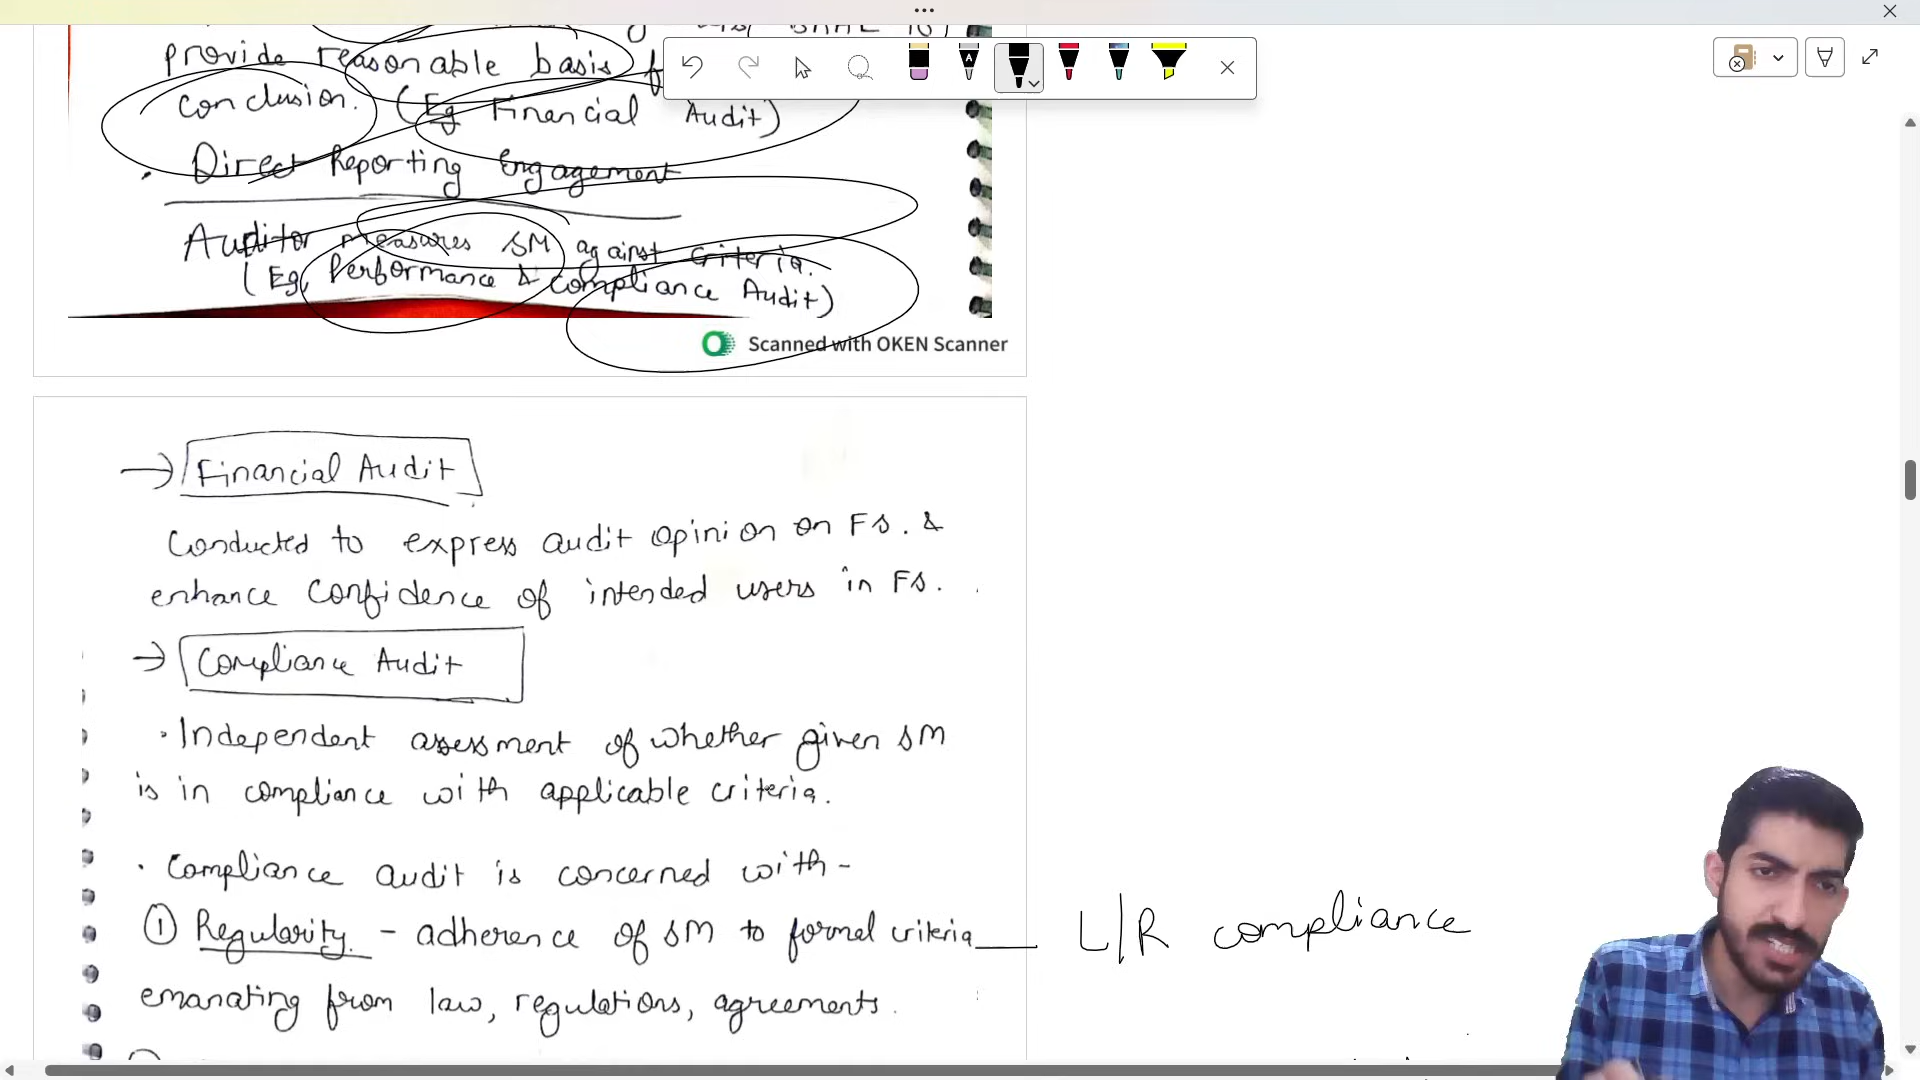 provide reasonable basis
conclusion. (Eg Financial Audit)
. Direct Reporting Engagement
Auditor measures SM against criteria.
(Eg, Performance & Compliance Audit)
Scanned with OKEN Scanner
→ Financial Audit
Conducted to express audit opinion on FS. &
enhance confidence of intended users in FS.
→ Compliance Audit
· Independent assessment of whether given SM
is in compliance with applicable criteria.
· Compliance audit is concerned with -
① Regularity - adherence of SM to formal criteria
L/R compliance
emanating from law, regulations, agreements.